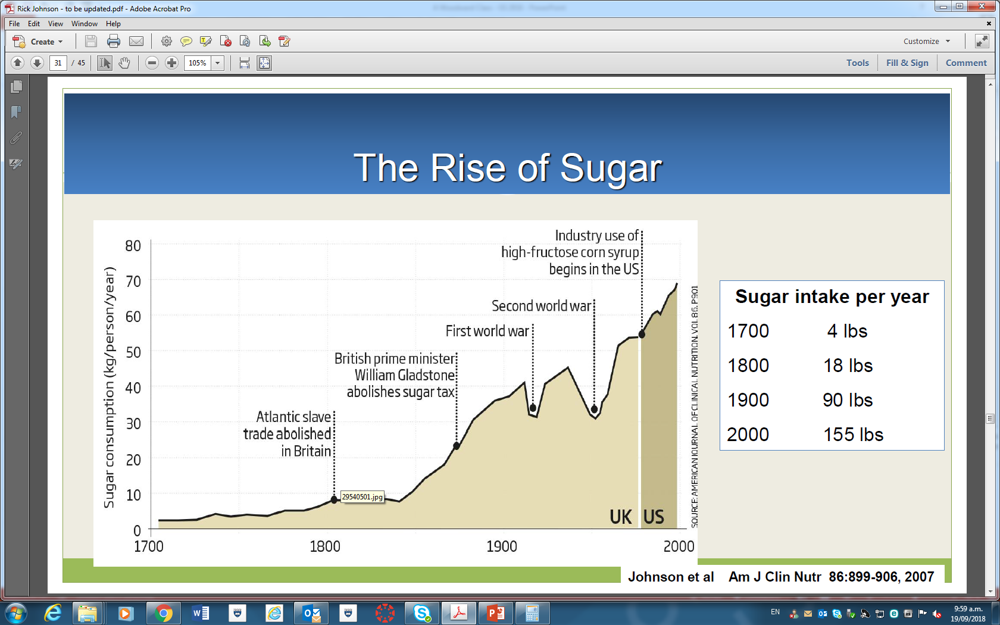 Rick Johnson - to be updated.pdf - Adobe Acrobat Pro
File Edit View Window Help
Create
Customize
31 / 45
105%
Tools Fill & Sign Comment
The Rise of Sugar
Sugar consumption (kg/person/year)
80
70
60
50
40
30
20
10
0
1700
1800
1900
2000
Atlantic slave
trade abolished
in Britain
29540501.jpg
British prime minister
William Gladstone
abolishes sugar tax
First world war
Second world war
Industry use of
high-fructose corn syrup
begins in the US
UK US
SOURCE: AMERICAN JOURNAL OF CLINICAL NUTRITION, VOL 86, P901
Sugar intake per year
1700 4 lbs
1800 18 lbs
1900 90 lbs
2000 155 lbs
Johnson et al Am J Clin Nutr 86:899-906, 2007
EN
9:59 a.m.
19/09/2018